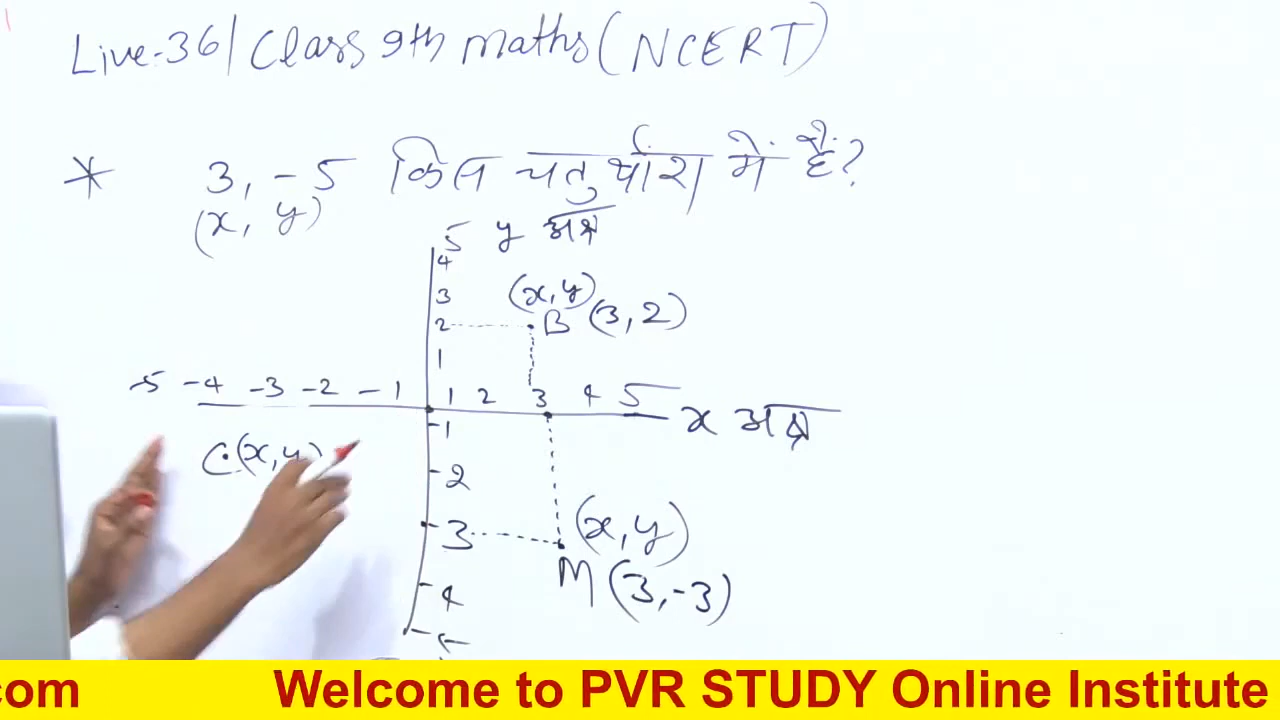 Live-36/Class 9th maths (NCERT)
* 3, -5 किस चतुर्थांश में है?
(x, y)
5 y अक्ष
4
3 (x, y)
2 B (3, 2)
1
-5 -4 -3 -2 -1 1 2 3 4 5 x अक्ष
-1
C (x, y)
-2
-3 (x, y)
M (3, -3)
-4
.com Welcome to PVR STUDY Online Institute